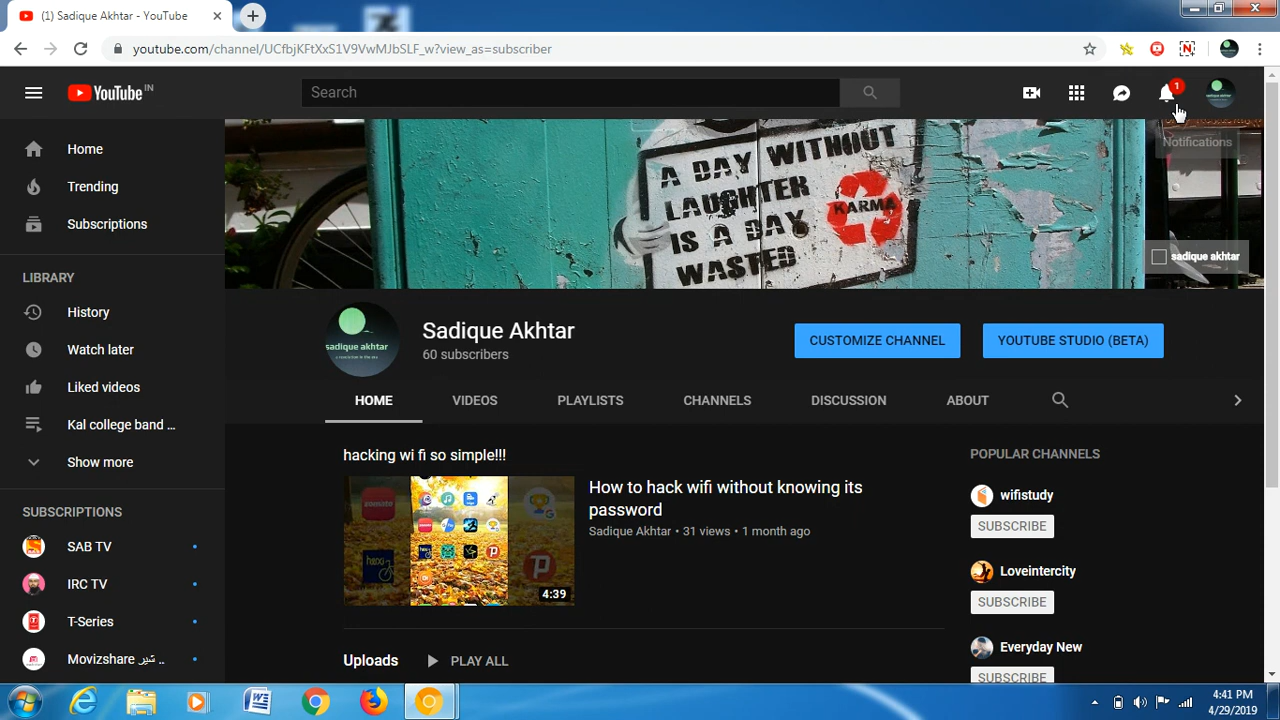 (1) Sadique Akhtar - YouTube
youtube.com/channel/UCfbjKFtXxS1V9VwMJbSLF_w?view_as=subscriber
YouTube IN
Search
1
Notifications
Home
Trending
Subscriptions
LIBRARY
History
Watch later
Liked videos
Kal college band ...
Show more
SUBSCRIPTIONS
SAB TV
IRC TV
T-Series
Movizshare
A DAY WITHOUT
LAUGHTER
IS A DAY
WASTED
KARMA
sadique akhtar
sadique akhtar
Sadique Akhtar
60 subscribers
CUSTOMIZE CHANNEL
YOUTUBE STUDIO (BETA)
HOME
VIDEOS
PLAYLISTS
CHANNELS
DISCUSSION
ABOUT
hacking wi fi so simple!!!
How to hack wifi without knowing its
password
Sadique Akhtar • 31 views • 1 month ago
4:39
Uploads
PLAY ALL
POPULAR CHANNELS
wifistudy
SUBSCRIBE
Loveintercity
SUBSCRIBE
Everyday New
SUBSCRIBE
4:41 PM
4/29/2019